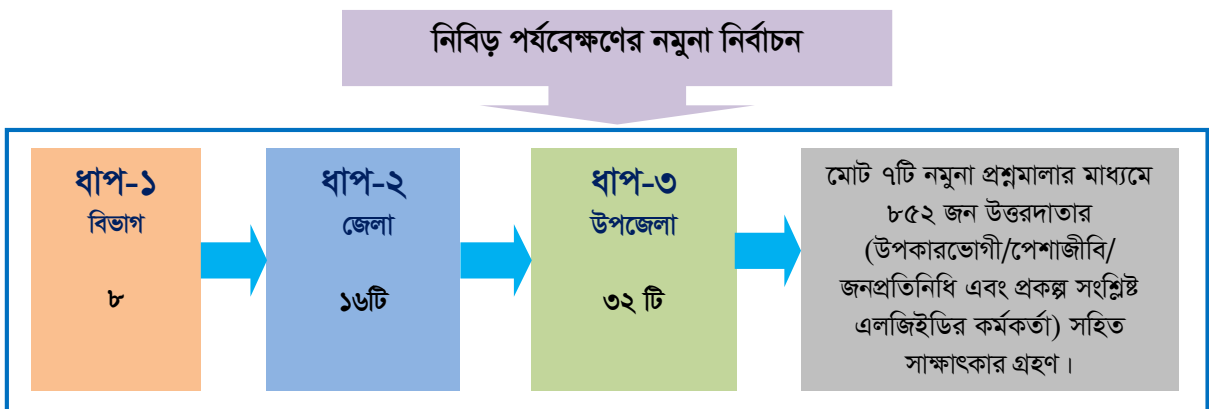 নিবিড় পর্যবেক্ষণের নমুনা নির্বাচন
ধাপ-১
বিভাগ
৮
ধাপ-২
জেলা
১৬টি
ধাপ-৩
উপজেলা
৩২ টি
মোট ৭টি নমুনা প্রশ্নমালার মাধ্যমে
৮৫২ জন উত্তরদাতার
(উপকারভোগী/পেশাজীবি/
জনপ্রতিনিধি এবং প্রকল্প সংশ্লিষ্ট
এলজিইডির কর্মকর্তা) সহিত
সাক্ষাৎকার গ্রহণ।